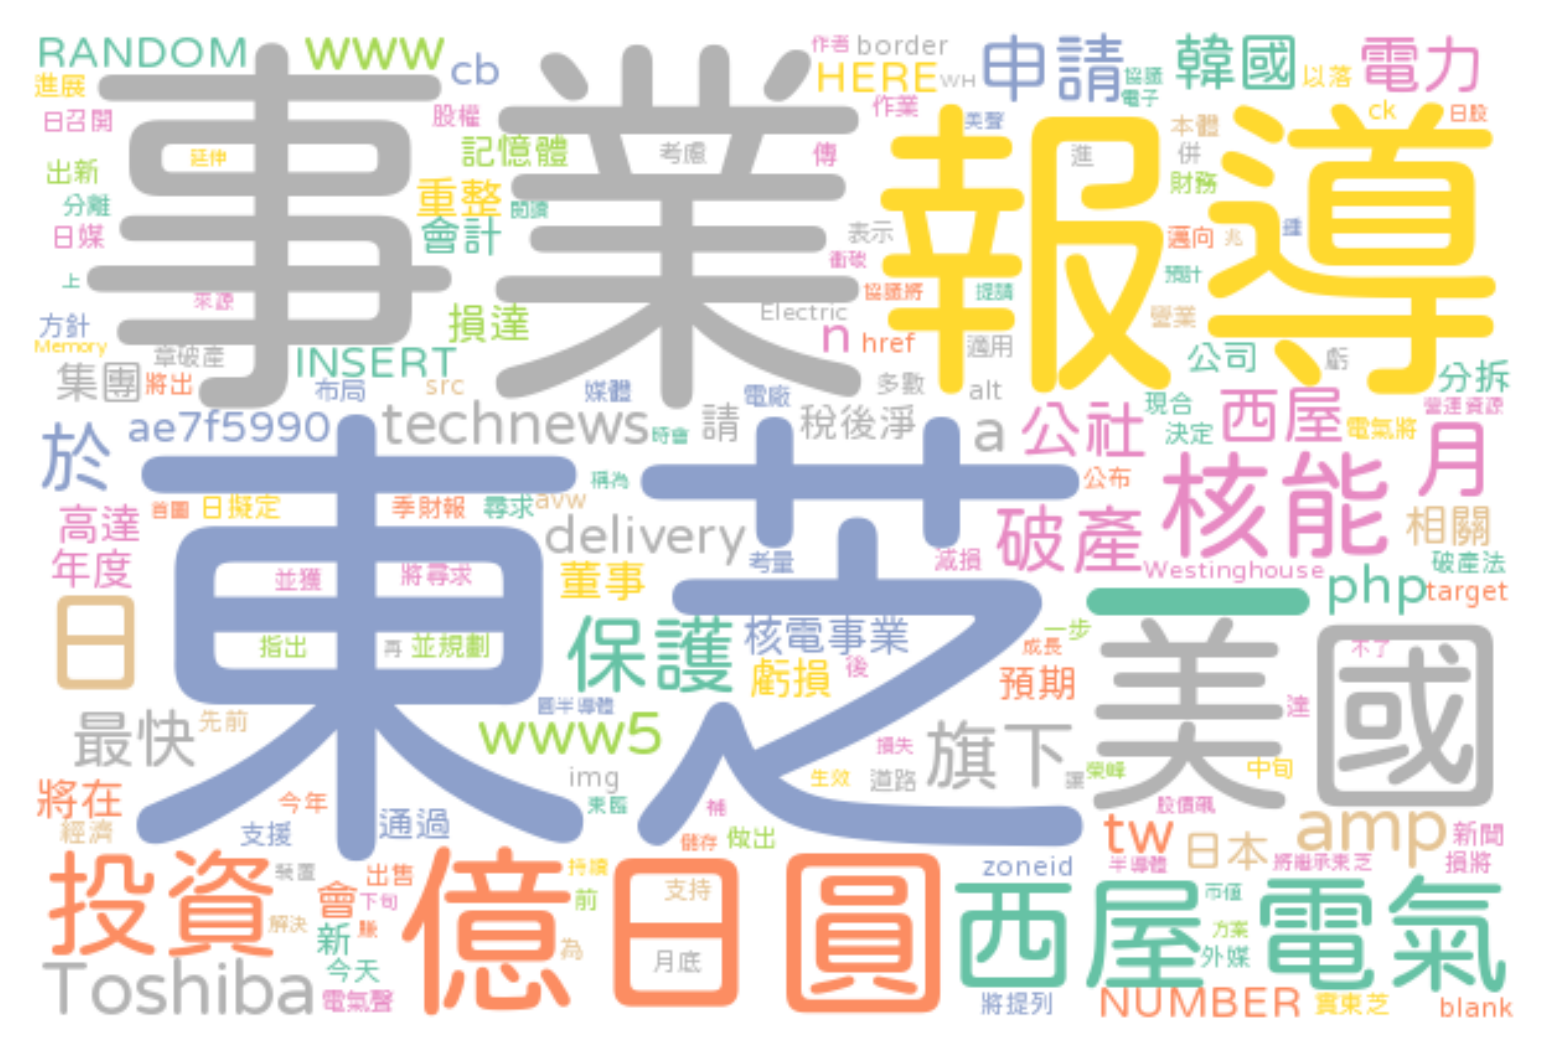 RANDOM
www
cb
作者
border
HERE
WH
申請
協議
電子
韓國
以落
電力
進展
日召開
股權
作業
美聲
ck
日股
事業
報導
延伸
記憶體
考慮
傳
進
本體
併
出新
重整
閱讀
財務
分離
日媒
會計
表示
邁向
兆
鍾
上
衝破
預計
來源
協議將
提請
方針
損達
Electric
營業
Memory
章破產
INSERT
n
href
適用
公司
虧
集團
將出
布局
src
媒體
電廠
多數
alt
分拆
營運資源
於
ae7f5990
technews
時會
請
稅後淨
a
公社
現合
決定
西屋
電氣將
月
東芝
稱為
公布
核能
高達
首圖
日擬定
季財報
尋求
avw
delivery
破產
相關
年度
並獲
將尋求
董事
考量
減損
Westinghouse
破產法
php
target
日
指出
再
並規劃
保護
核電事業
一步
成長
美國
不了
虧損
後
預期
最快
先前
國半導體
www5
損失
旗下
達
img
生效
道路
讓
榮峰
中旬
將在
今年
東區
補
股價飆
經濟
支援
通過
儲存
做出
tw
日本
amp
新聞
投資
裝置
出售
持續
zoneid
半導體
將繼承東芝
損將
會
下旬
億日圓
支持
前
西屋電氣
市值
解決
新
賺
方案
Toshiba
今天
為
月底
外媒
電氣聲
將提列
NUMBER
實東芝
blank